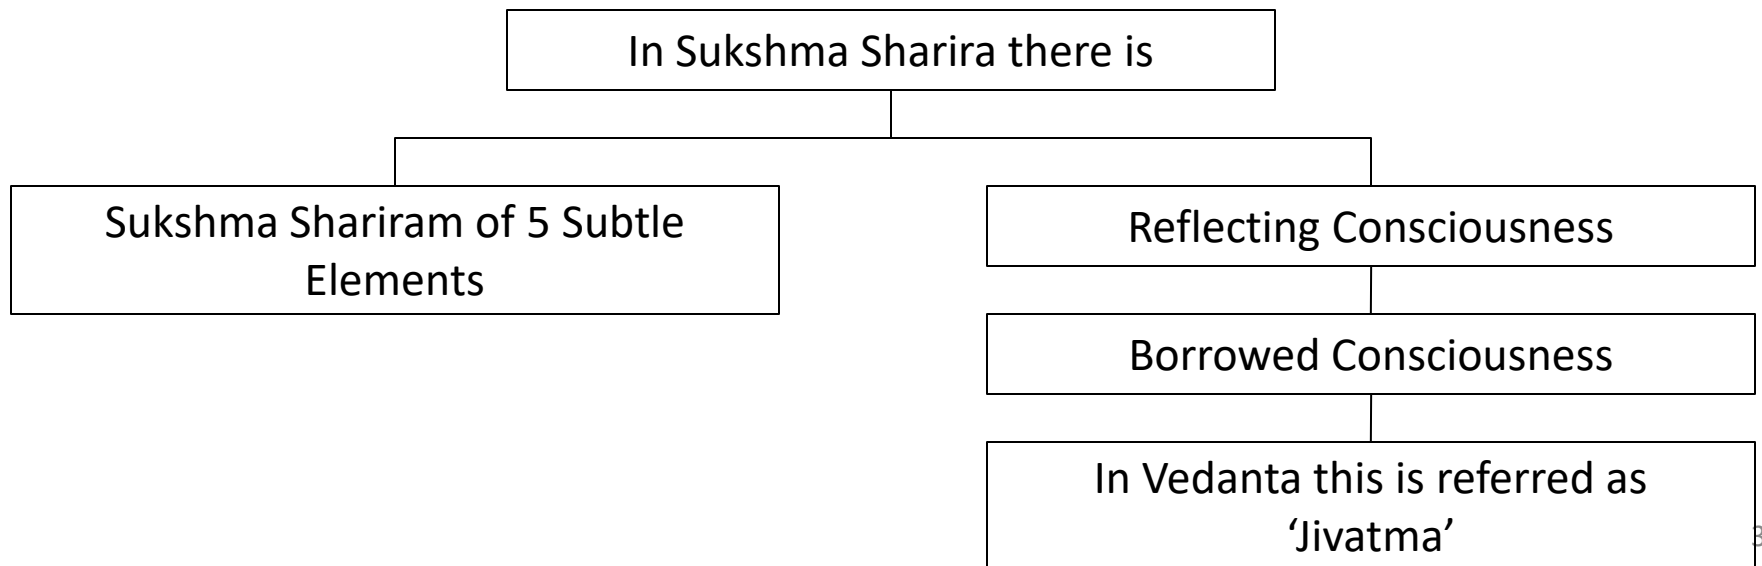 In Sukshma Sharira there is
Sukshma Shariram of 5 Subtle
Elements
Reflecting Consciousness
Borrowed Consciousness
In Vedanta this is referred as
‘Jivatma’